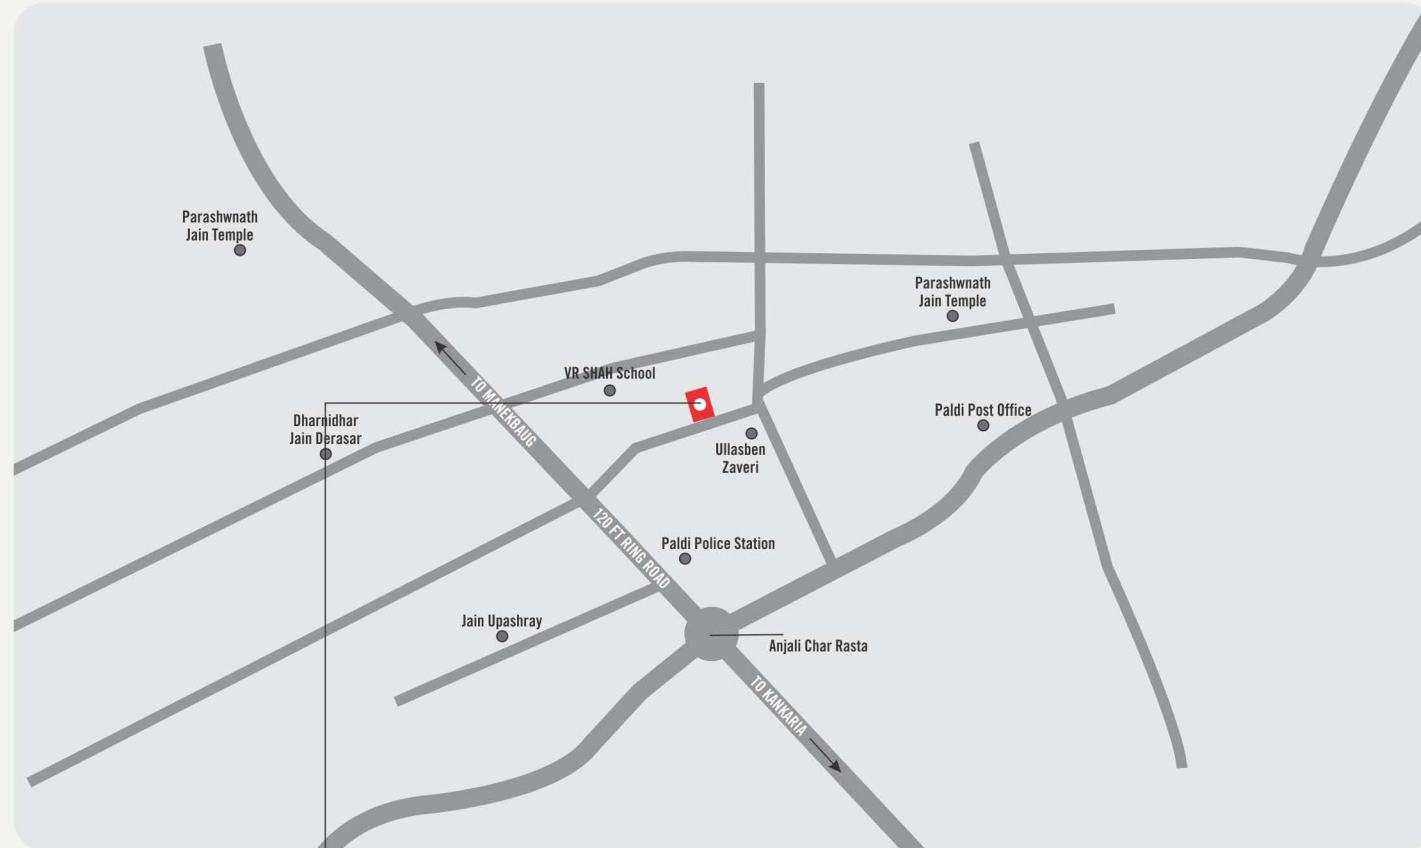 Parashwnath
Jain Temple
Parashwnath
Jain Temple
VR SHAH School
TO MANEKBAUG
Dharnidhar
Jain Derasar
Paldi Post Office
Ullasben
Zaveri
120 FT RING ROAD
Paldi Police Station
Jain Upashray
Anjali Char Rasta
TO KANKARIA